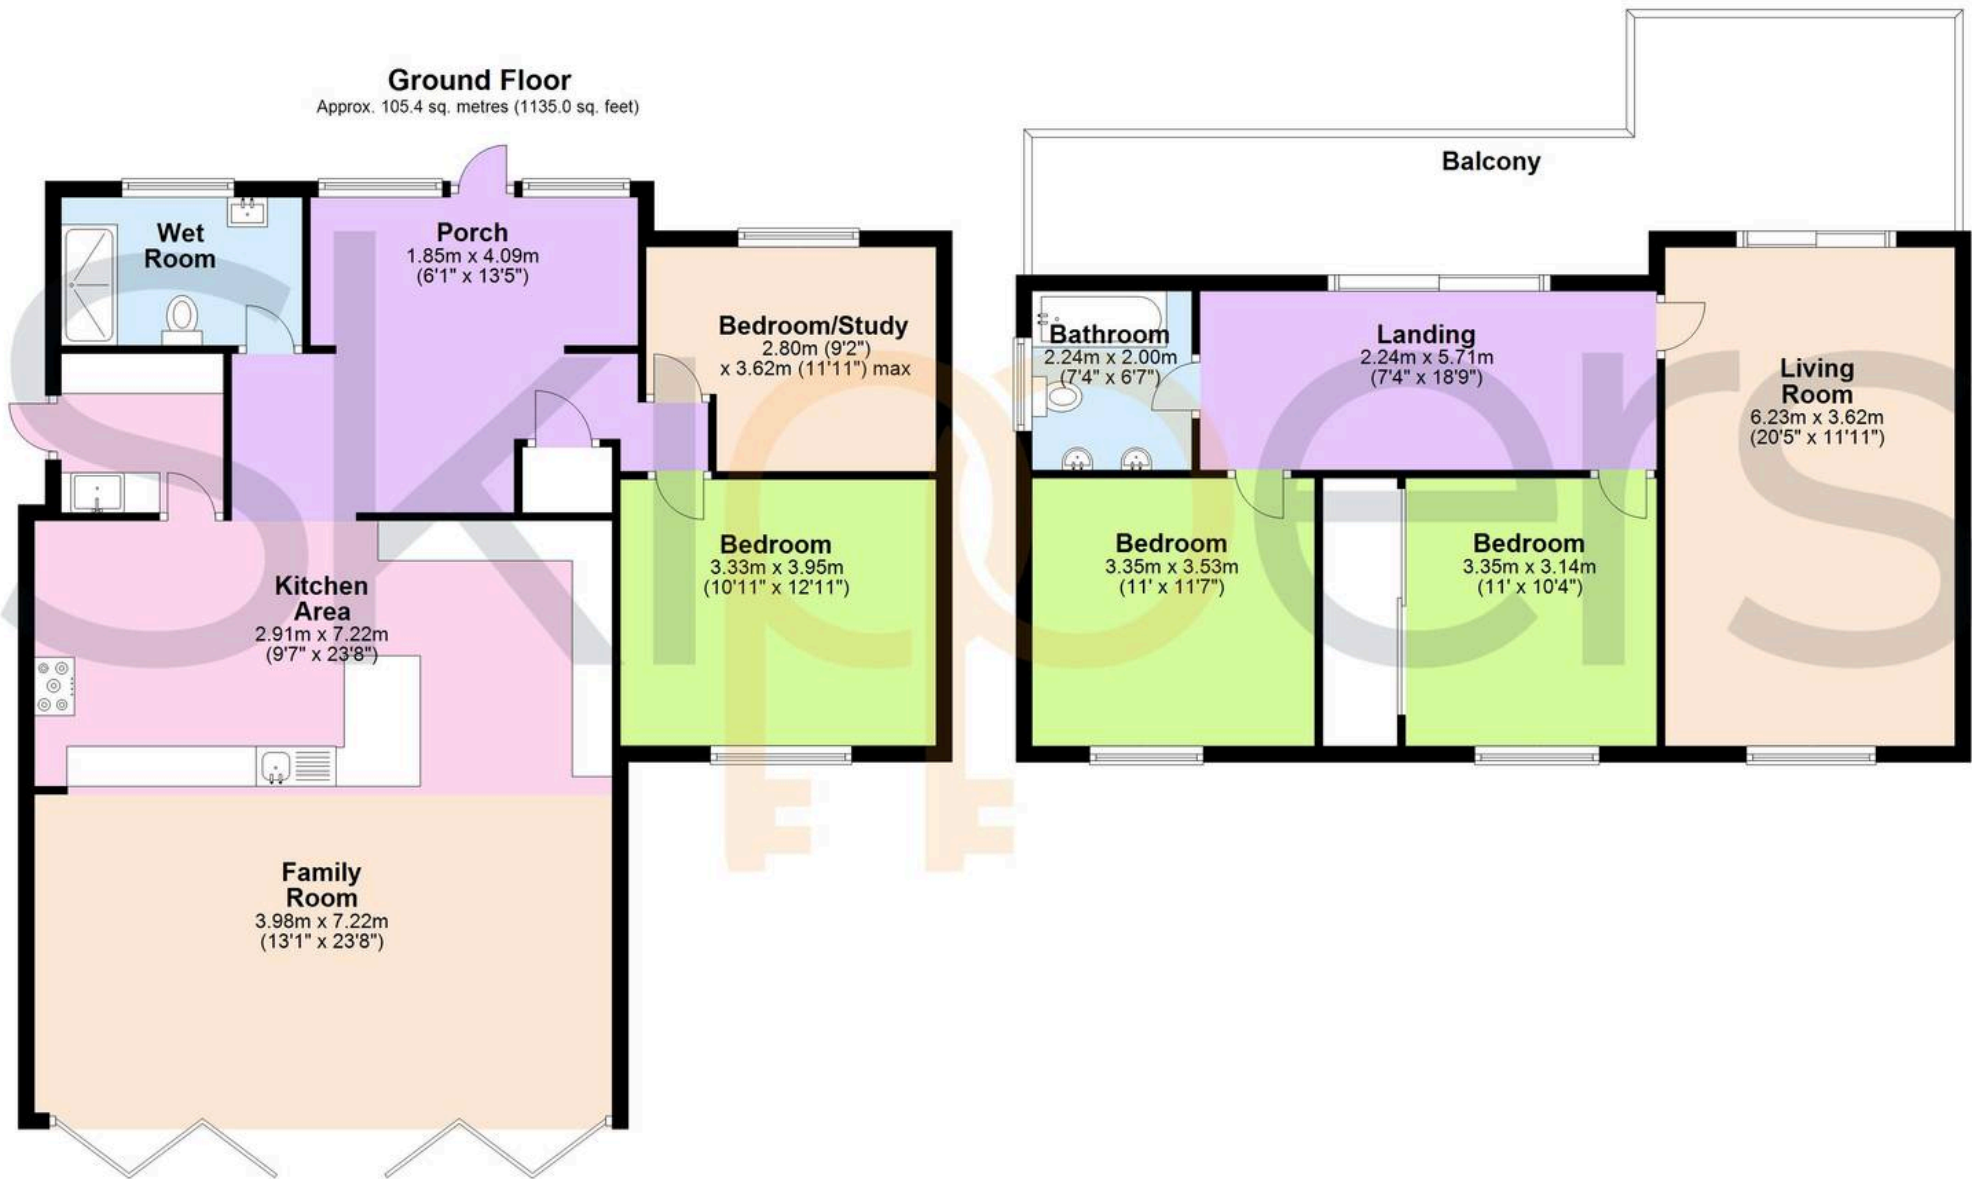 Ground Floor
Approx. 105.4 sq. metres (1135.0 sq. feet)
Wet
Room
Porch
1.85m x 4.09m
(6'1" x 13'5")
Bedroom/Study
2.80m (9'2")
x 3.62m (11'11") max
Bedroom
3.33m x 3.95m
(10'11" x 12'11")
Kitchen
Area
2.91m x 7.22m
(9'7" x 23'8")
Family
Room
3.98m x 7.22m
(13'1" x 23'8")
Balcony
Bathroom
2.24m x 2.00m
(7'4" x 6'7")
Landing
2.24m x 5.71m
(7'4" x 18'9")
Living
Room
6.23m x 3.62m
(20'5" x 11'11")
Bedroom
3.35m x 3.53m
(11' x 11'7")
Bedroom
3.35m x 3.14m
(11' x 10'4")
Skippers